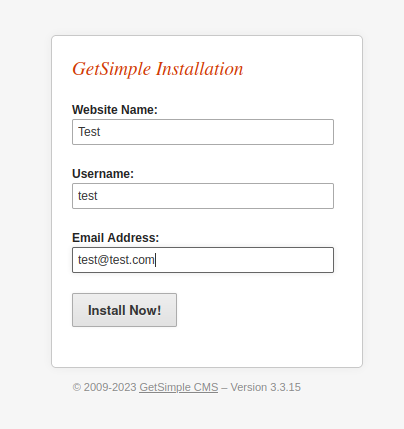 GetSimple Installation
Website Name:
Test
Username:
test
Email Address:
test@test.com
Install Now!
© 2009-2023 GetSimple CMS – Version 3.3.15